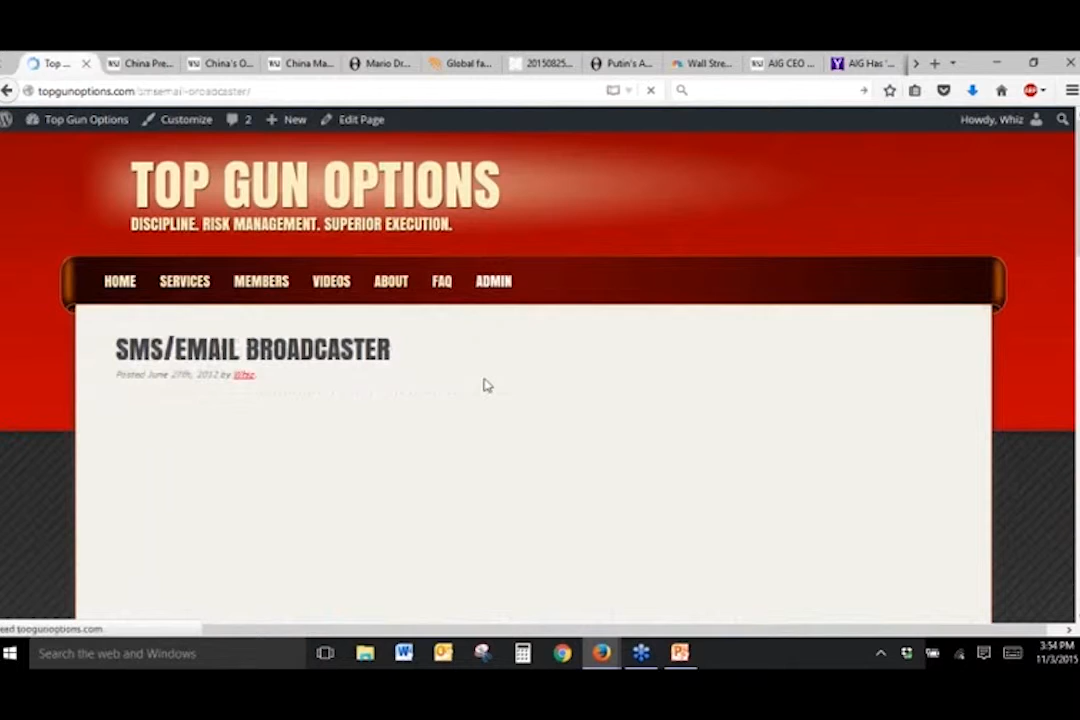 Top ...
China Pre...
China's O...
China Ma...
Mario Dr...
Global fa...
20150825...
Putin's A...
Wall Stre...
AIG CEO ...
AIG Has '...
topgunoptions.com/smsemail-broadcaster/
Top Gun Options
Customize
2
New
Edit Page
Howdy, Whiz
TOP GUN OPTIONS
DISCIPLINE. RISK MANAGEMENT. SUPERIOR EXECUTION.
HOME SERVICES MEMBERS VIDEOS ABOUT FAQ ADMIN
SMS/EMAIL BROADCASTER
Posted June 27th, 2012 by Whiz.
topgunoptions.com
Search the web and Windows
3:54 PM
11/3/2015